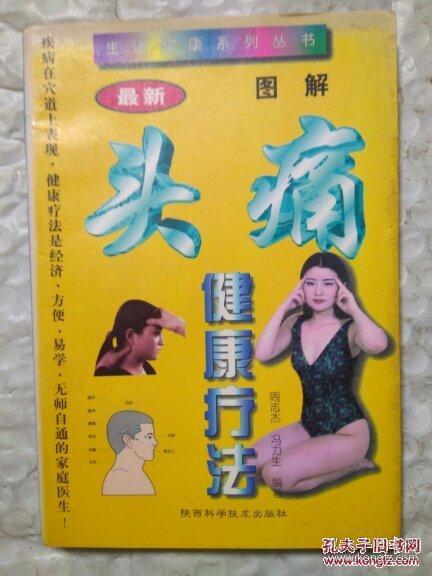 生 健康系列丛书
最新
图解
头痛
健康疗法
疾病在穴道上表现，健康疗法是经济、方便、易学、无师自通的家庭医生！
周志杰 冯力生 编著
陕西科学技术出版社
孔夫子旧书网
www.kongfz.com